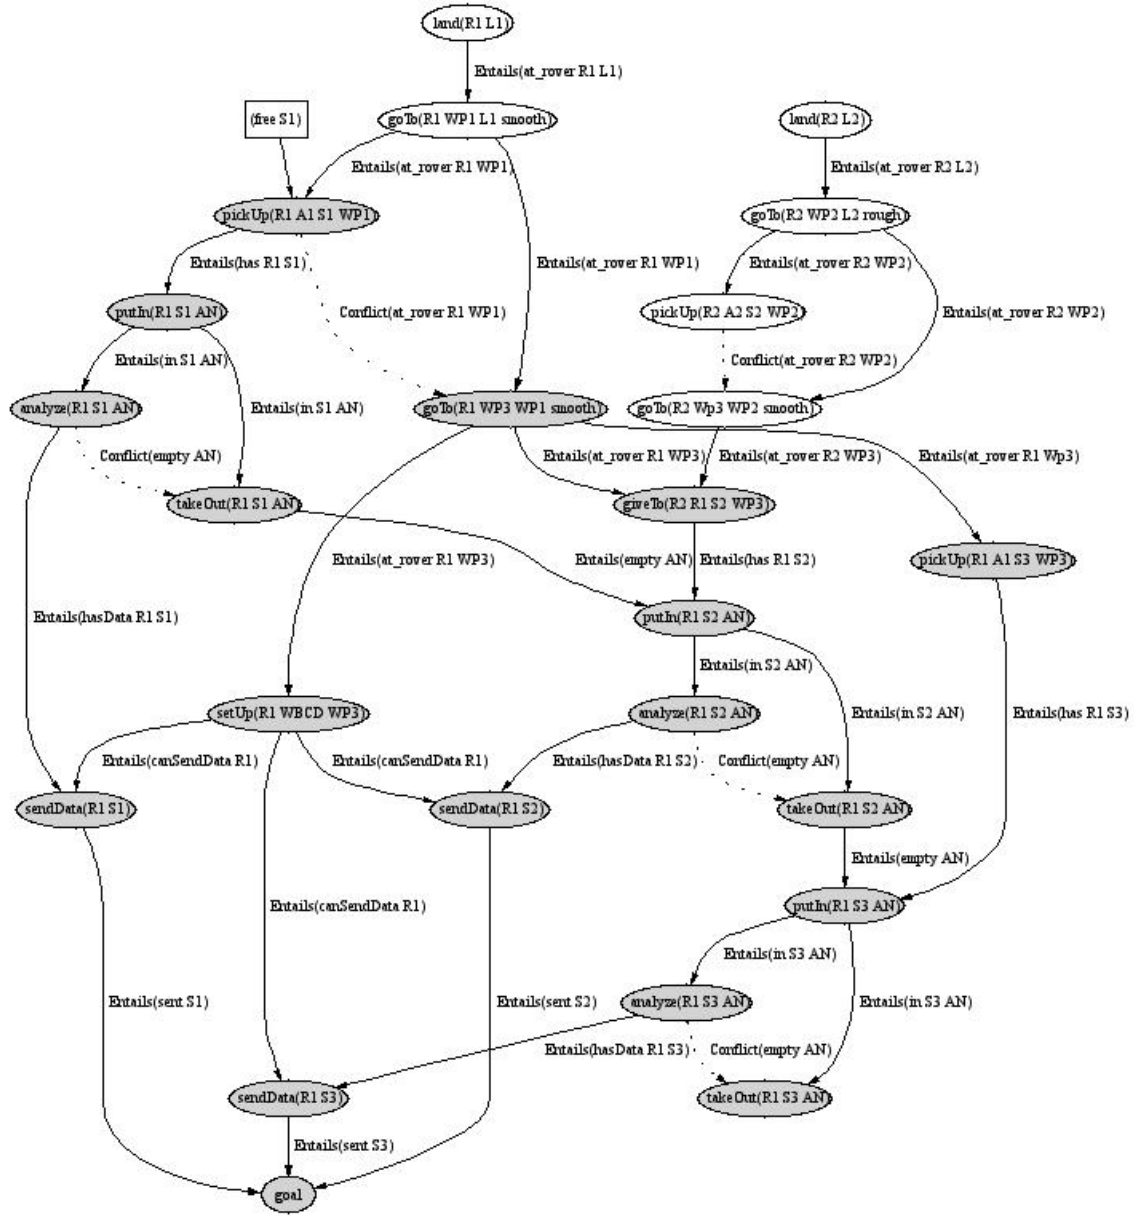 land(R1 L1)
Entails(at_rover R1 L1)
(free S1)
goTo(R1 WP1 L1 smooth)
land(R2 L2)
Entails(at_rover R1 WP1)
Entails(at_rover R2 L2)
pickUp(R1 A1 S1 WP1)
goTo(R2 WP2 L2 rough)
Entails(has R1 S1)
Entails(at_rover R1 WP1)
Entails(at_rover R2 WP2)
putIn(R1 S1 AN)
Conflict(at_rover R1 WP1)
pickUp(R2 A2 S2 WP2)
Entails(at_rover R2 WP2)
Entails(in S1 AN)
Conflict(at_rover R2 WP2)
analyze(R1 S1 AN)
Entails(in S1 AN)
goTo(R1 WP3 WP1 smooth)
goTo(R2 Wp3 WP2 smooth)
Conflict(empty AN)
Entails(at_rover R1 WP3)
Entails(at_rover R2 WP3)
Entails(at_rover R1 Wp3)
takeOut(R1 S1 AN)
giveTo(R2 R1 S2 WP3)
Entails(at_rover R1 WP3)
Entails(empty AN)
Entails(has R1 S2)
pickUp(R1 A1 S3 WP3)
Entails(hasData R1 S1)
putIn(R1 S2 AN)
Entails(in S2 AN)
setUp(R1 WBCD WP3)
analyze(R1 S2 AN)
Entails(in S2 AN)
Entails(has R1 S3)
Entails(canSendData R1)
Entails(canSendData R1)
Entails(hasData R1 S2)
Conflict(empty AN)
sendData(R1 S1)
sendData(R1 S2)
takeOut(R1 S2 AN)
Entails(empty AN)
Entails(canSendData R1)
putIn(R1 S3 AN)
Entails(in S3 AN)
Entails(sent S1)
Entails(sent S2)
analyze(R1 S3 AN)
Entails(in S3 AN)
Entails(hasData R1 S3)
Conflict(empty AN)
sendData(R1 S3)
takeOut(R1 S3 AN)
Entails(sent S3)
goal